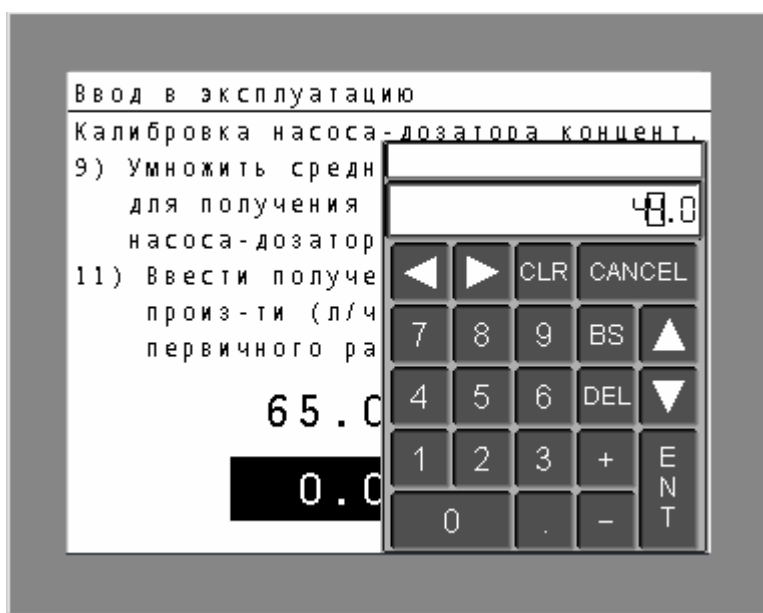 Ввод в эксплуатацию
Калибровка насоса-дозатора концент.
9) Умножить средн
для получения
насоса-дозатор
11) Ввести получе
произ-ти (л/ч
первичного ра
65.0
0.0
CLR CANCEL
7 8 9 BS
4 5 6 DEL
1 2 3 + ENT
0 . -